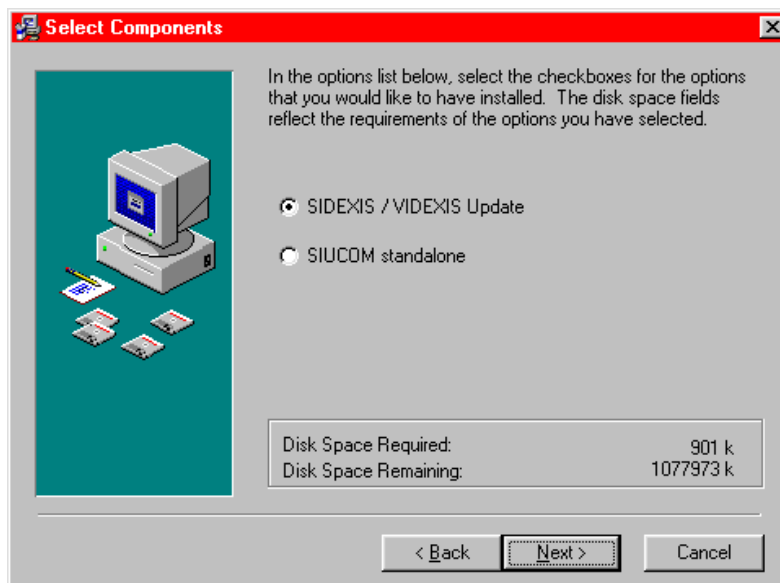 Select Components
In the options list below, select the checkboxes for the options
that you would like to have installed.  The disk space fields
reflect the requirements of the options you have selected.
SIDEXIS / VIDEXIS Update
SIUCOM standalone
Disk Space Required: 901 k
Disk Space Remaining: 1077973 k
< Back Next > Cancel